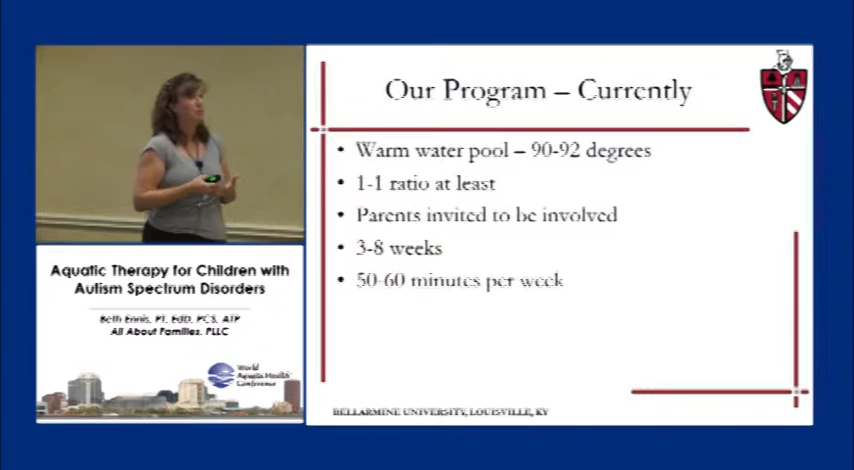 Our Program – Currently
• Warm water pool – 90-92 degrees
• 1-1 ratio at least
• Parents invited to be involved
• 3-8 weeks
• 50-60 minutes per week
BELLARMINE UNIVERSITY, LOUISVILLE, KY
Aquatic Therapy for Children with
Autism Spectrum Disorders
Beth Ennis, PT, EdD, PCS, ATP
All About Families, PLLC
World
Aquatic Health
Conference